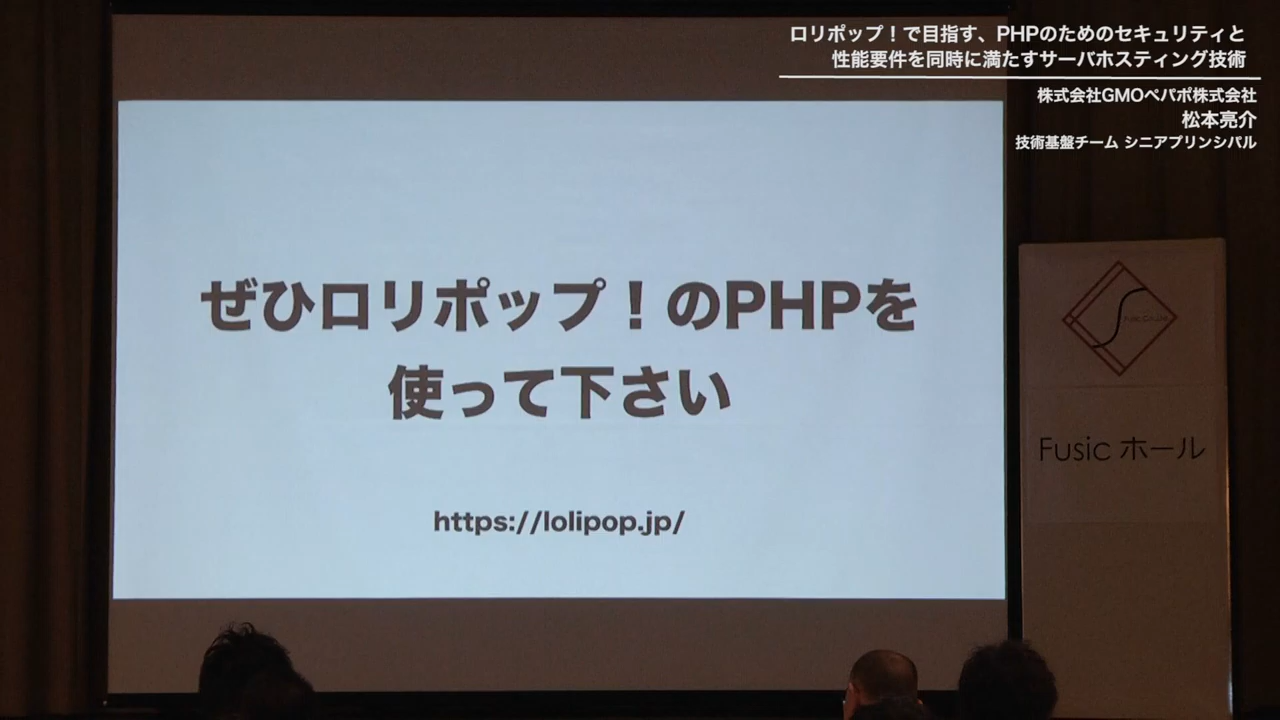 ロリポップ！で目指す、PHPのためのセキュリティと
性能要件を同時に満たすサーバホスティング技術
株式会社GMOペパボ株式会社
松本亮介
技術基盤チーム シニアプリンシパル
ぜひロリポップ！のPHPを
使って下さい
https://lolipop.jp/
Fusic ホール